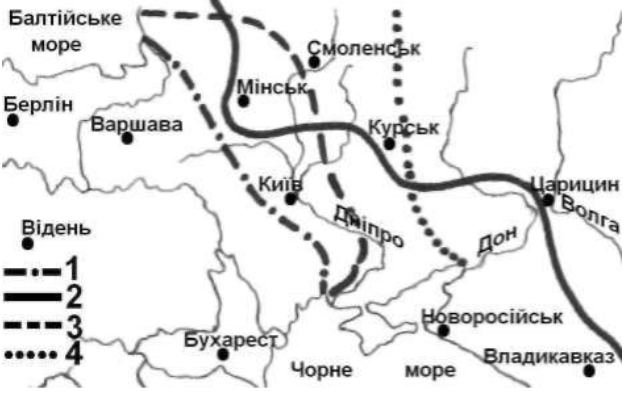 Балтійське
море
Смоленськ
Мінськ
Берлін
Варшава
Курськ
Київ
Царицин
Волга
Дніпро
Дон
Відень
1
2
3
4
Новоросійськ
Бухарест
Владикавказ
Чорне море